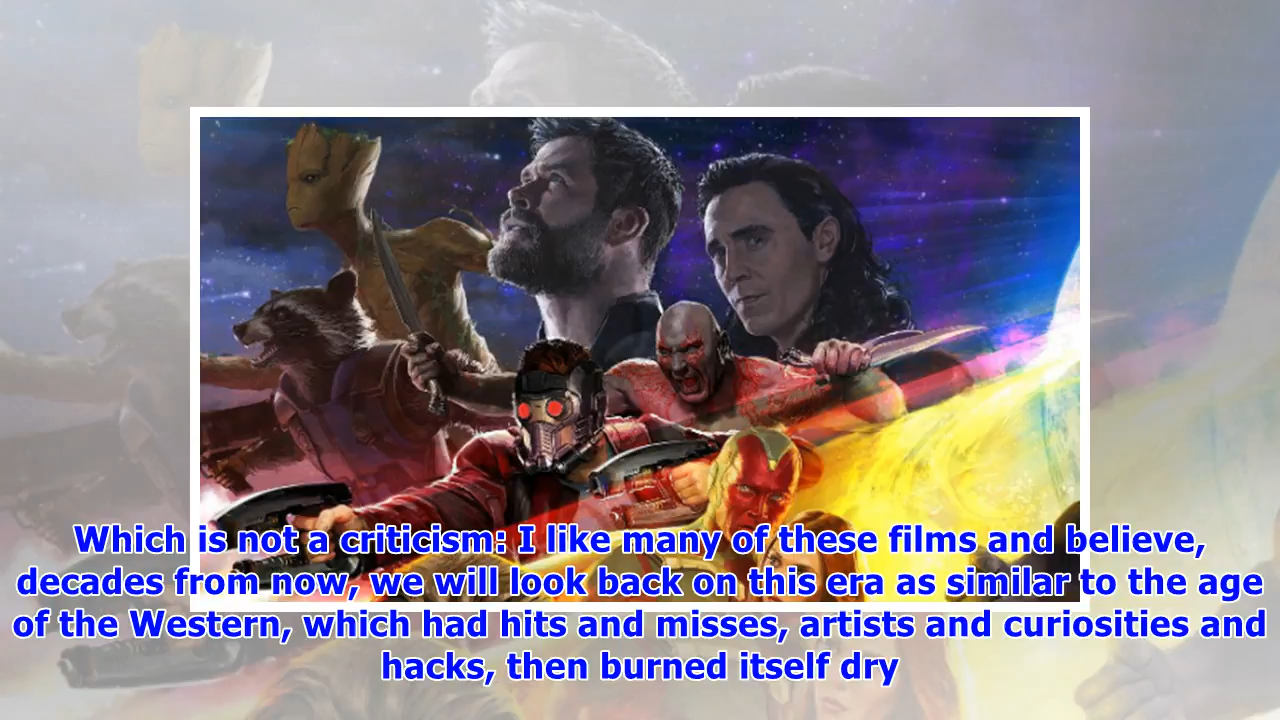 Which is not a criticism: I like many of these films and believe,
decades from now, we will look back on this era as similar to the age
of the Western, which had hits and misses, artists and curiosities and
hacks, then burned itself dry